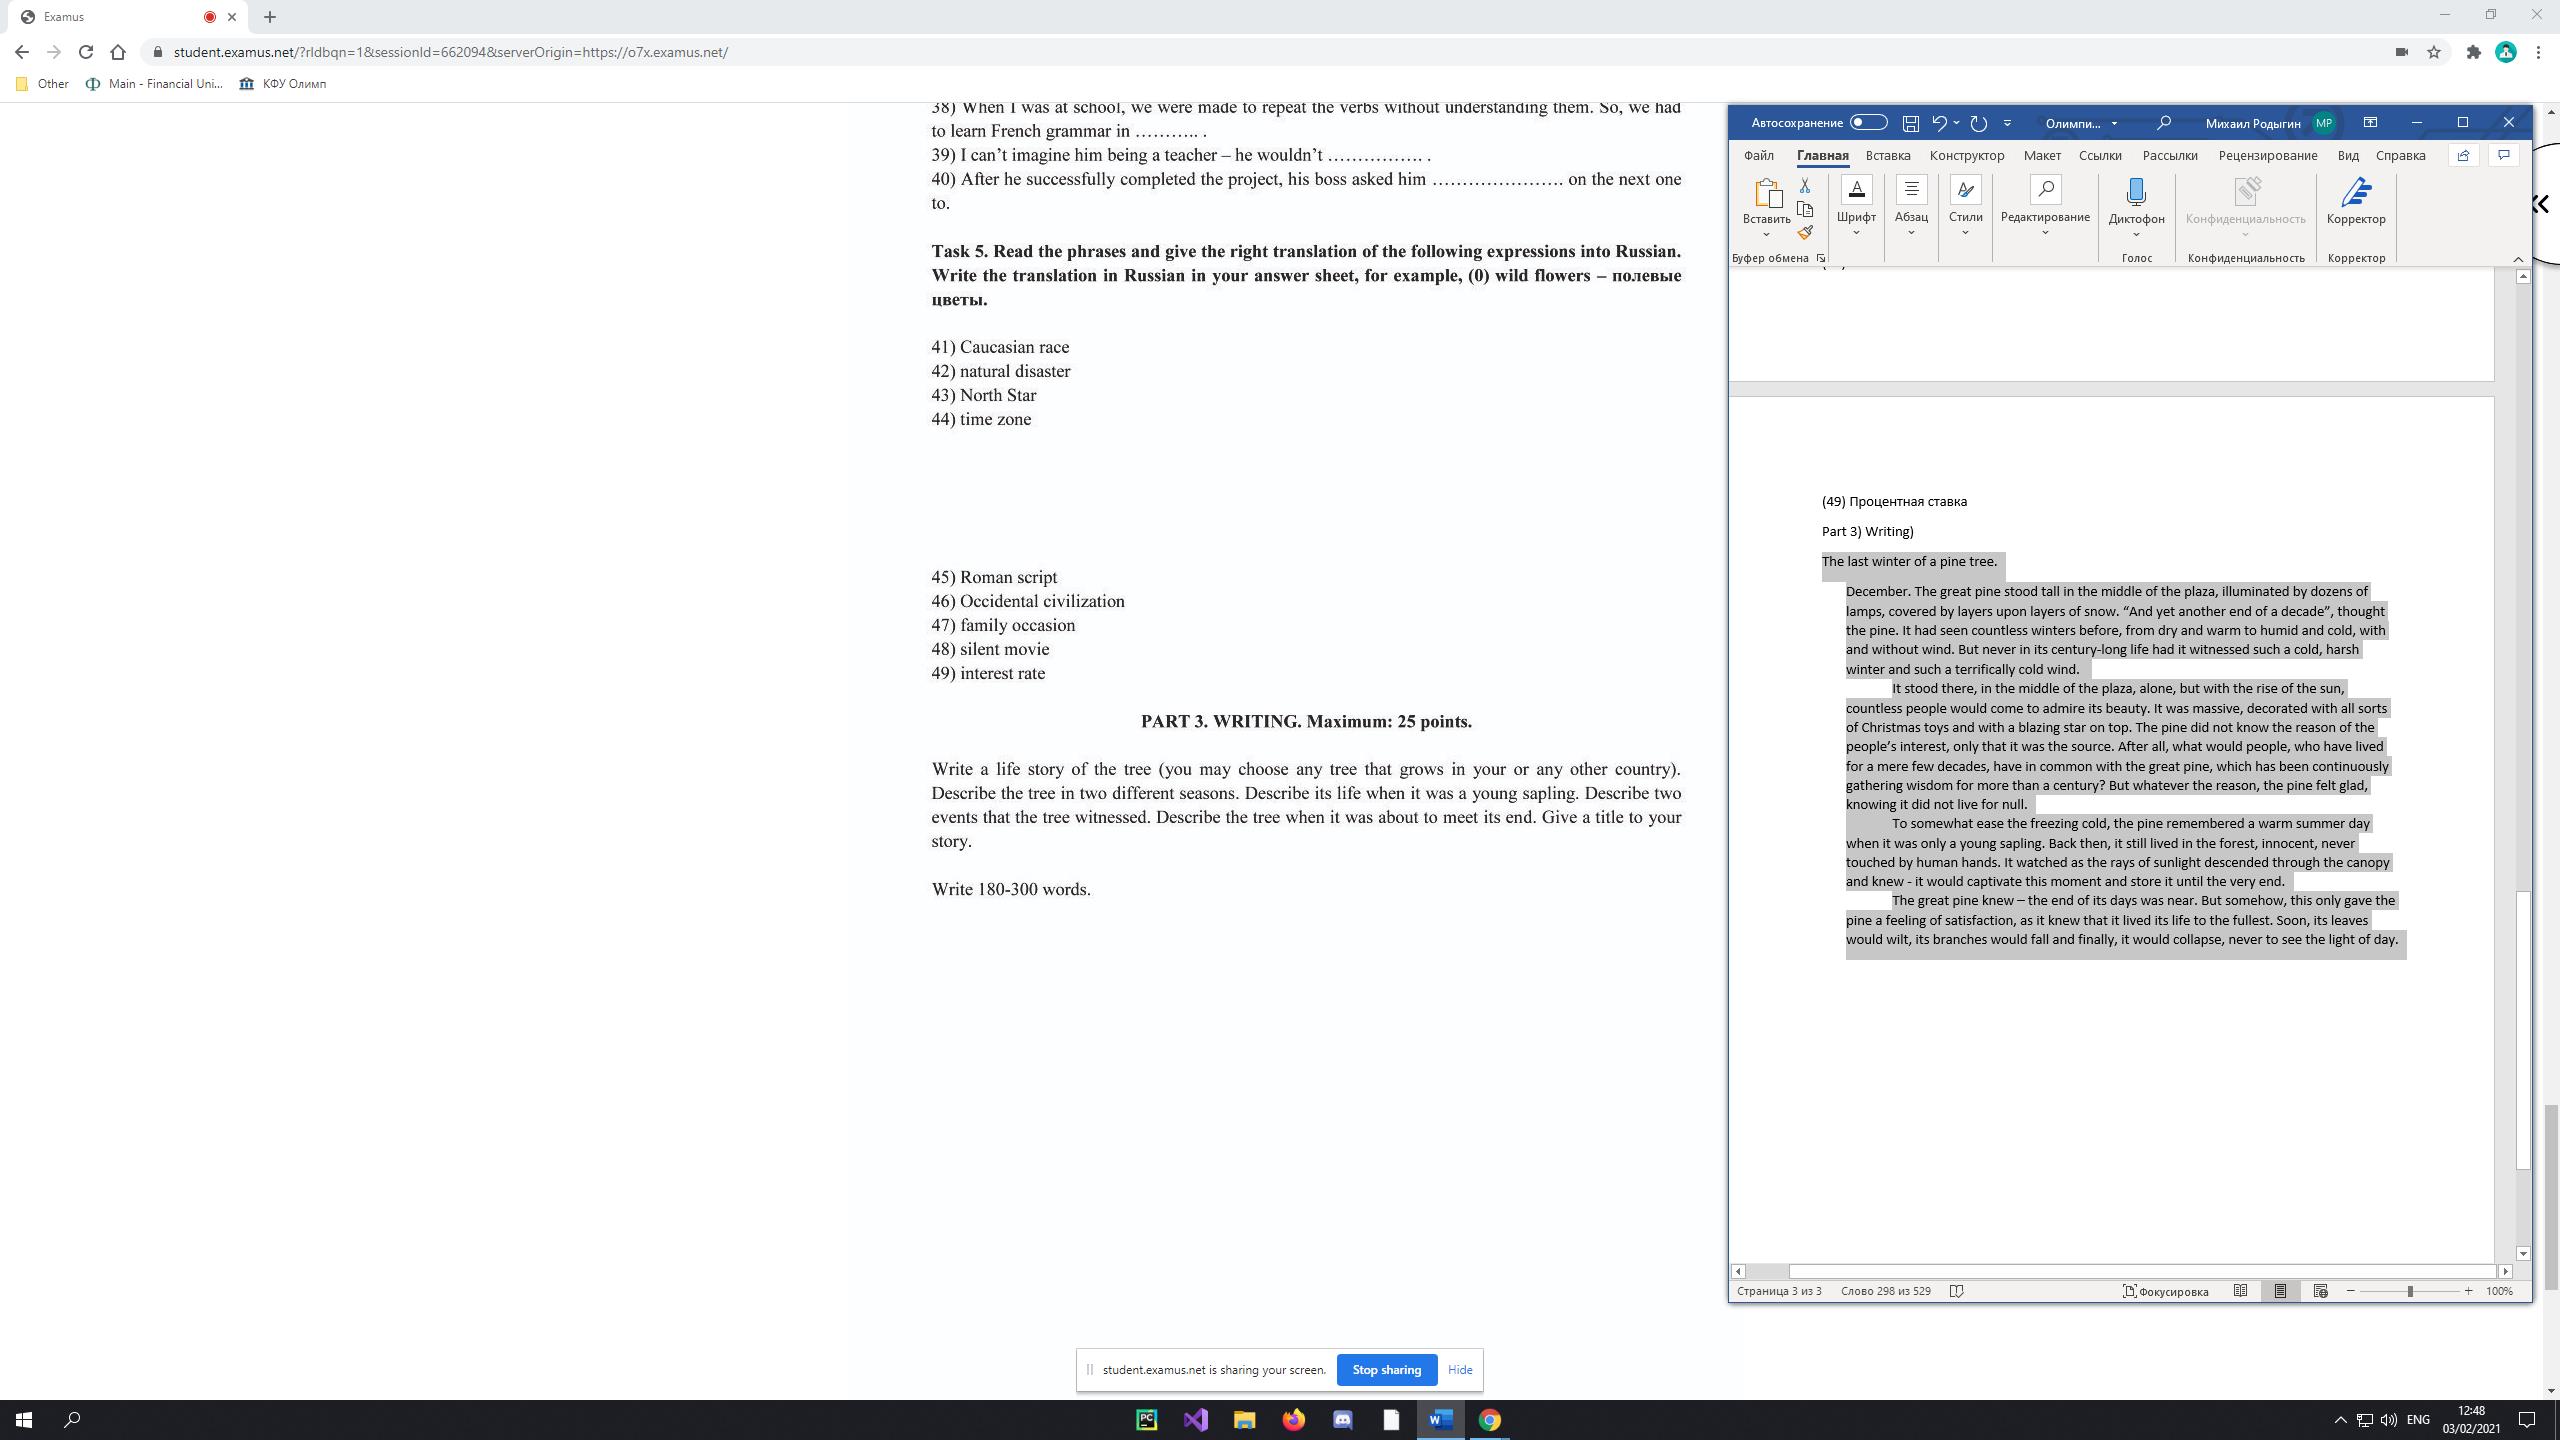 Examus
student.examus.net/?rldbqn=1&sessionId=662094&serverOrigin=https://o7x.examus.net/
Other
Main - Financial Uni...
КФУ Олимп
38) When I was at school, we were made to repeat the verbs without understanding them. So, we had
to learn French grammar in ……….. .
39) I can’t imagine him being a teacher – he wouldn’t ……………. .
40) After he successfully completed the project, his boss asked him …………………. on the next one
to.
Task 5. Read the phrases and give the right translation of the following expressions into Russian.
Write the translation in Russian in your answer sheet, for example, (0) wild flowers – полевые
цветы.
41) Caucasian race
42) natural disaster
43) North Star
44) time zone
45) Roman script
46) Occidental civilization
47) family occasion
48) silent movie
49) interest rate
PART 3. WRITING. Maximum: 25 points.
Write a life story of the tree (you may choose any tree that grows in your or any other country).
Describe the tree in two different seasons. Describe its life when it was a young sapling. Describe two
events that the tree witnessed. Describe the tree when it was about to meet its end. Give a title to your
story.
Write 180-300 words.
Автосохранение
Олимпи...
Михаил Родыгин
МР
Файл
Главная
Вставка
Конструктор
Макет
Ссылки
Рассылки
Рецензирование
Вид
Справка
Вставить
Шрифт
Абзац
Стили
Редактирование
Диктофон
Конфиденциальность
Корректор
Буфер обмена
Голос
Конфиденциальность
Корректор
(49) Процентная ставка
Part 3) Writing)
The last winter of a pine tree.
December. The great pine stood tall in the middle of the plaza, illuminated by dozens of
lamps, covered by layers upon layers of snow. “And yet another end of a decade”, thought
the pine. It had seen countless winters before, from dry and warm to humid and cold, with
and without wind. But never in its century-long life had it witnessed such a cold, harsh
winter and such a terrifically cold wind.
It stood there, in the middle of the plaza, alone, but with the rise of the sun,
countless people would come to admire its beauty. It was massive, decorated with all sorts
of Christmas toys and with a blazing star on top. The pine did not know the reason of the
people’s interest, only that it was the source. After all, what would people, who have lived
for a mere few decades, have in common with the great pine, which has been continuously
gathering wisdom for more than a century? But whatever the reason, the pine felt glad,
knowing it did not live for null.
To somewhat ease the freezing cold, the pine remembered a warm summer day
when it was only a young sapling. Back then, it still lived in the forest, innocent, never
touched by human hands. It watched as the rays of sunlight descended through the canopy
and knew - it would captivate this moment and store it until the very end.
The great pine knew – the end of its days was near. But somehow, this only gave the
pine a feeling of satisfaction, as it knew that it lived its life to the fullest. Soon, its leaves
would wilt, its branches would fall and finally, it would collapse, never to see the light of day.
Страница 3 из 3
Слово 298 из 529
Фокусировка
100%
student.examus.net is sharing your screen.
Stop sharing
Hide
ENG
12:48
03/02/2021